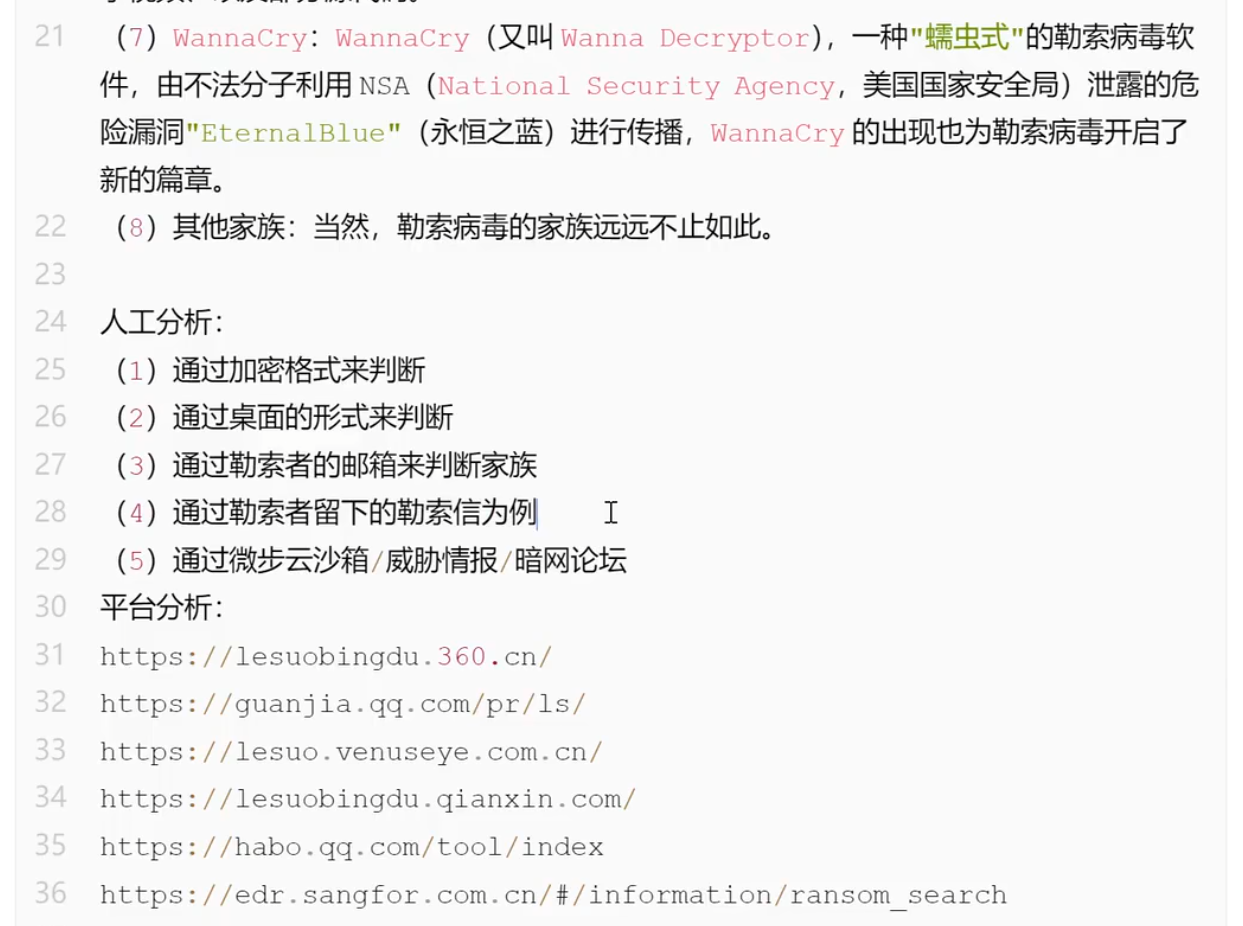 21 （7）WannaCry：WannaCry（又叫Wanna Decryptor），一种"蠕虫式"的勒索病毒软
件，由不法分子利用NSA（National Security Agency，美国国家安全局）泄露的危
险漏洞"EternalBlue"（永恒之蓝）进行传播，WannaCry的出现也为勒索病毒开启了
新的篇章。
22 （8）其他家族：当然，勒索病毒的家族远远不止如此。
23
24 人工分析：
25 （1）通过加密格式来判断
26 （2）通过桌面的形式来判断
27 （3）通过勒索者的邮箱来判断家族
28 （4）通过勒索者留下的勒索信为例
29 （5）通过微步云沙箱/威胁情报/暗网论坛
30 平台分析：
31 https://lesuobingdu.360.cn/
32 https://guanjia.qq.com/pr/ls/
33 https://lesuo.venuseye.com.cn/
34 https://lesuobingdu.qianxin.com/
35 https://habo.qq.com/tool/index
36 https://edr.sangfor.com.cn/#/information/ransom_search